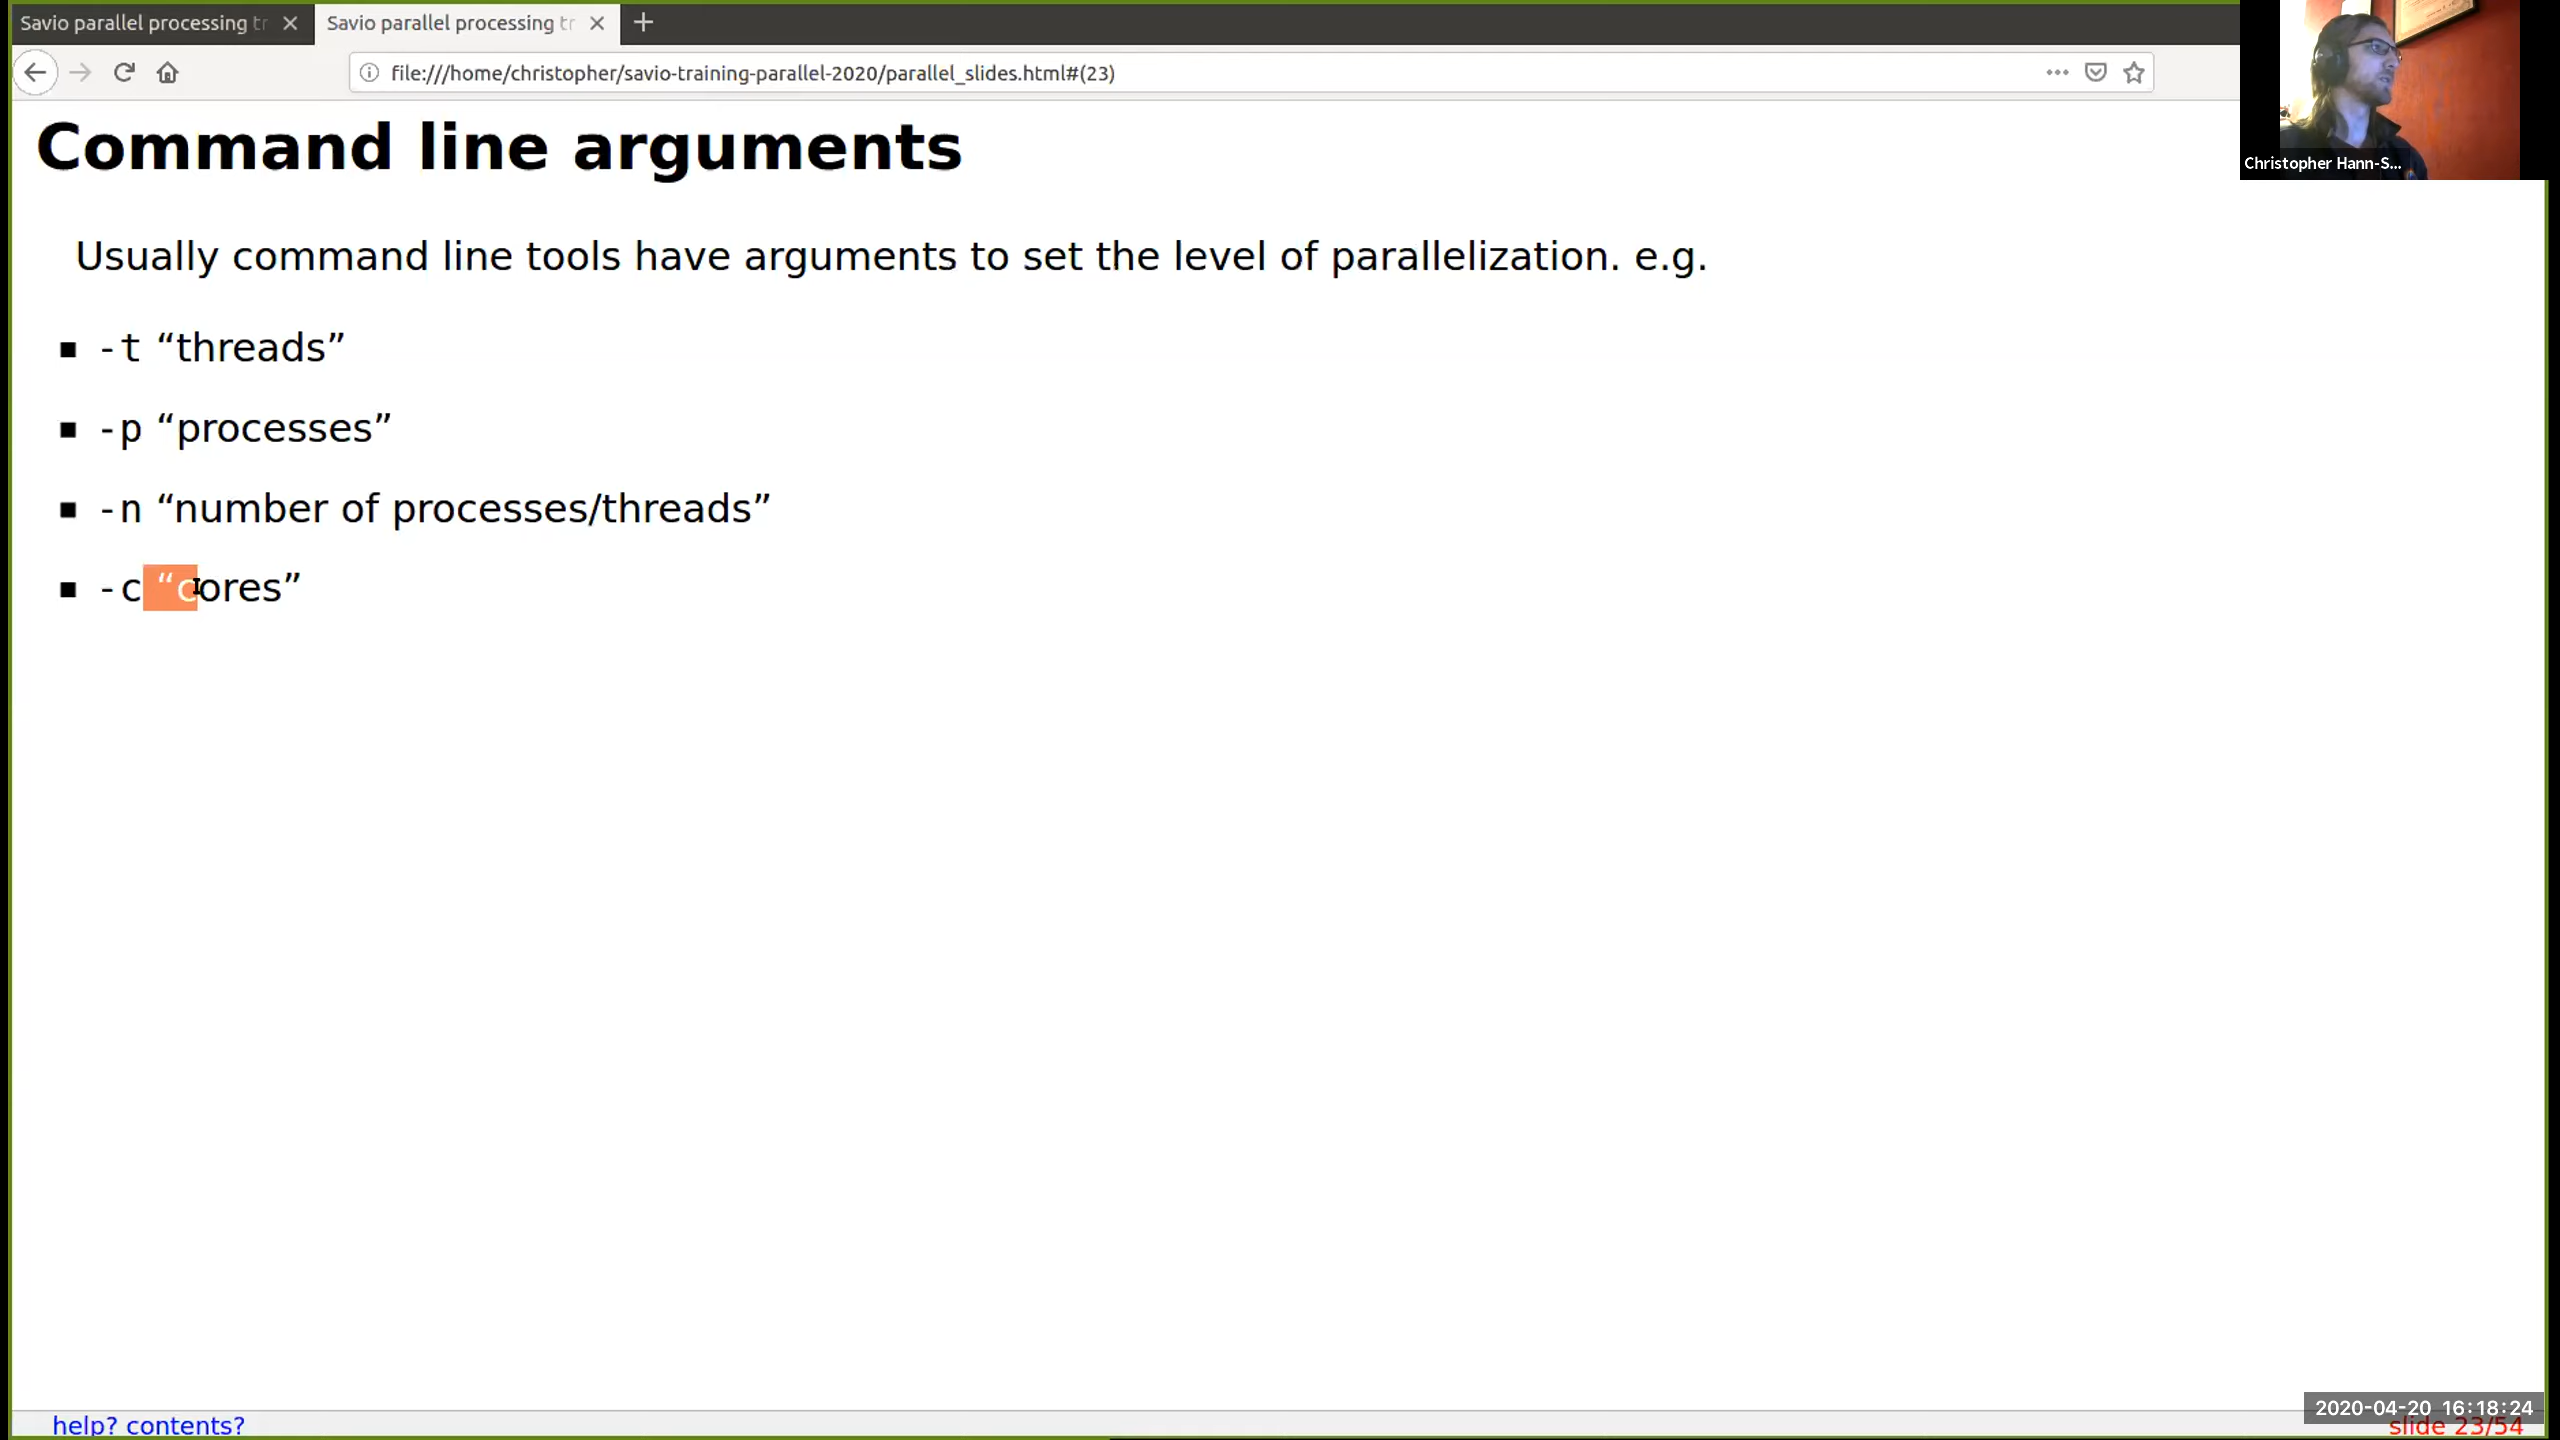 Savio parallel processing tr
Savio parallel processing tr
file:///home/christopher/savio-training-parallel-2020/parallel_slides.html#(23)
Christopher Hann-S...
Command line arguments
Usually command line tools have arguments to set the level of parallelization. e.g.
-t “threads”
-p “processes”
-n “number of processes/threads”
-c “cores”
2020-04-20 16:18:24
help? contents?
slide 23/54